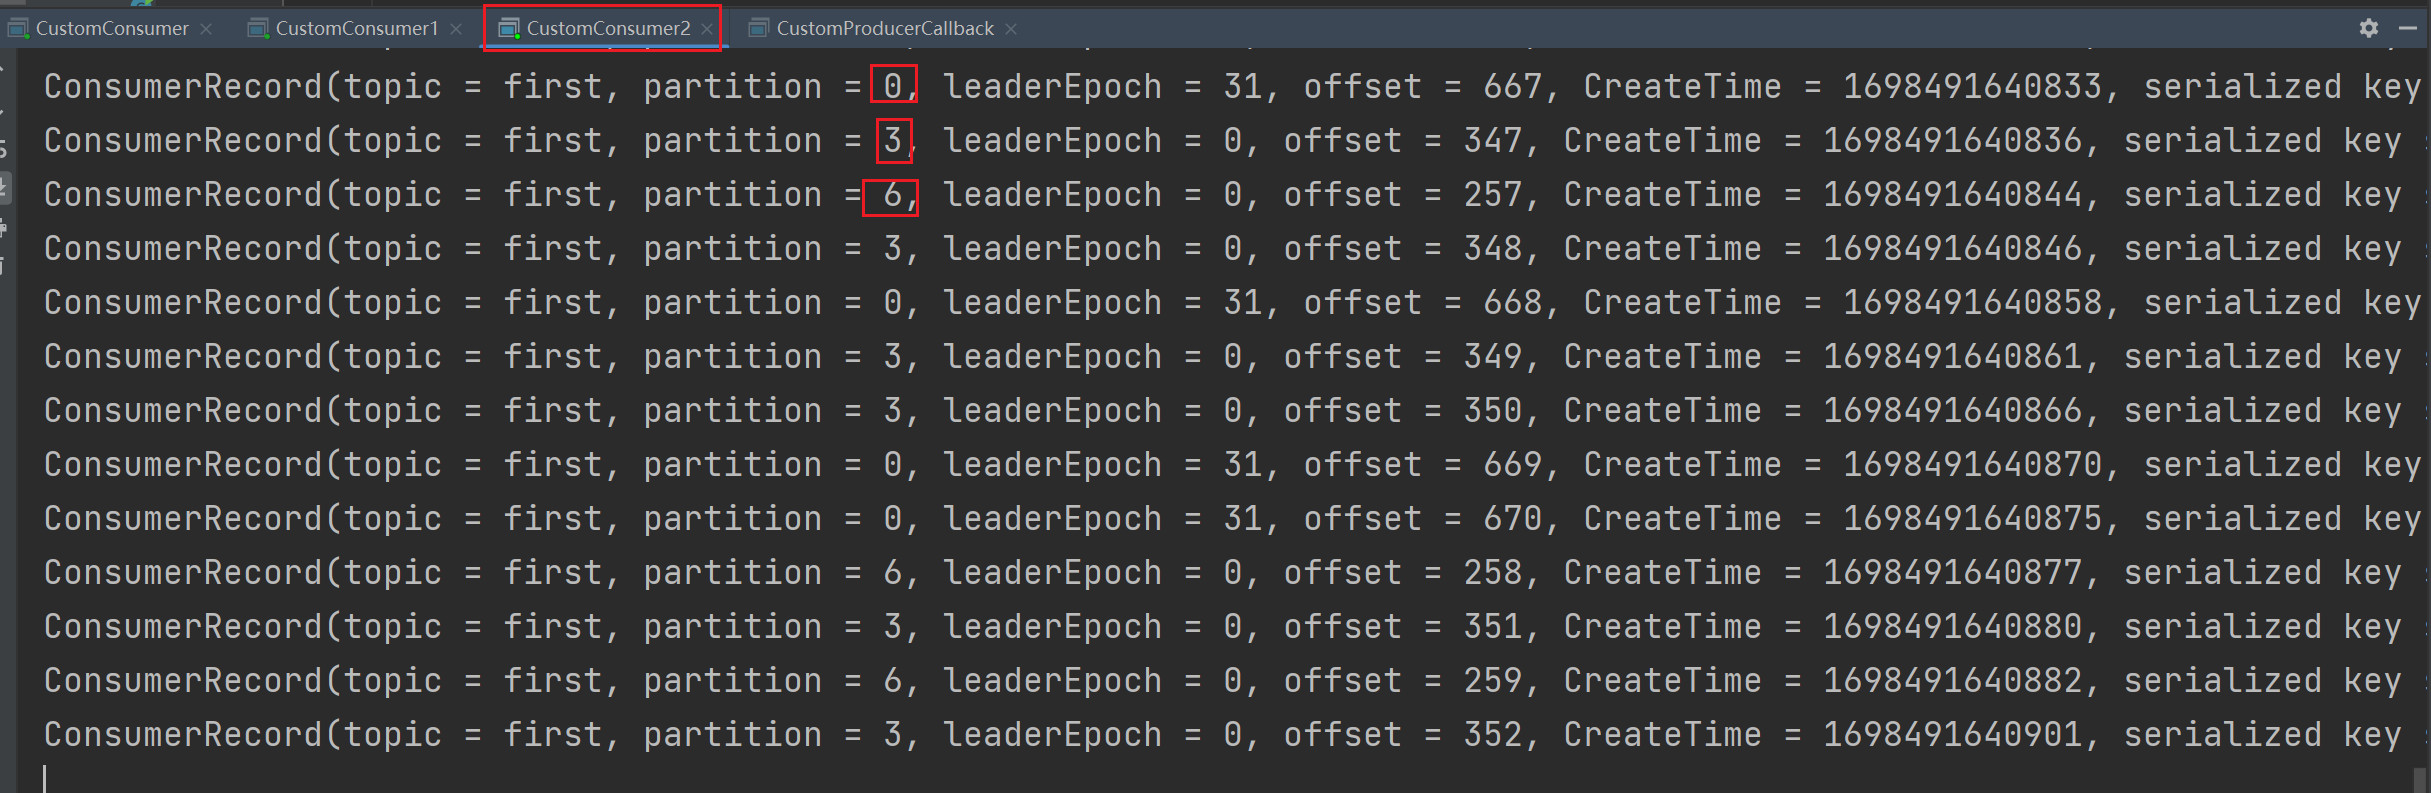 CustomConsumer CustomConsumer1 CustomConsumer2 CustomProducerCallback
ConsumerRecord(topic = first, partition = 0, leaderEpoch = 31, offset = 667, CreateTime = 1698491640833, serialized key
ConsumerRecord(topic = first, partition = 3, leaderEpoch = 0, offset = 347, CreateTime = 1698491640836, serialized key
ConsumerRecord(topic = first, partition = 6, leaderEpoch = 0, offset = 257, CreateTime = 1698491640844, serialized key
ConsumerRecord(topic = first, partition = 3, leaderEpoch = 0, offset = 348, CreateTime = 1698491640846, serialized key
ConsumerRecord(topic = first, partition = 0, leaderEpoch = 31, offset = 668, CreateTime = 1698491640858, serialized key
ConsumerRecord(topic = first, partition = 3, leaderEpoch = 0, offset = 349, CreateTime = 1698491640861, serialized key
ConsumerRecord(topic = first, partition = 3, leaderEpoch = 0, offset = 350, CreateTime = 1698491640866, serialized key
ConsumerRecord(topic = first, partition = 0, leaderEpoch = 31, offset = 669, CreateTime = 1698491640870, serialized key
ConsumerRecord(topic = first, partition = 0, leaderEpoch = 31, offset = 670, CreateTime = 1698491640875, serialized key
ConsumerRecord(topic = first, partition = 6, leaderEpoch = 0, offset = 258, CreateTime = 1698491640877, serialized key
ConsumerRecord(topic = first, partition = 3, leaderEpoch = 0, offset = 351, CreateTime = 1698491640880, serialized key
ConsumerRecord(topic = first, partition = 6, leaderEpoch = 0, offset = 259, CreateTime = 1698491640882, serialized key
ConsumerRecord(topic = first, partition = 3, leaderEpoch = 0, offset = 352, CreateTime = 1698491640901, serialized key